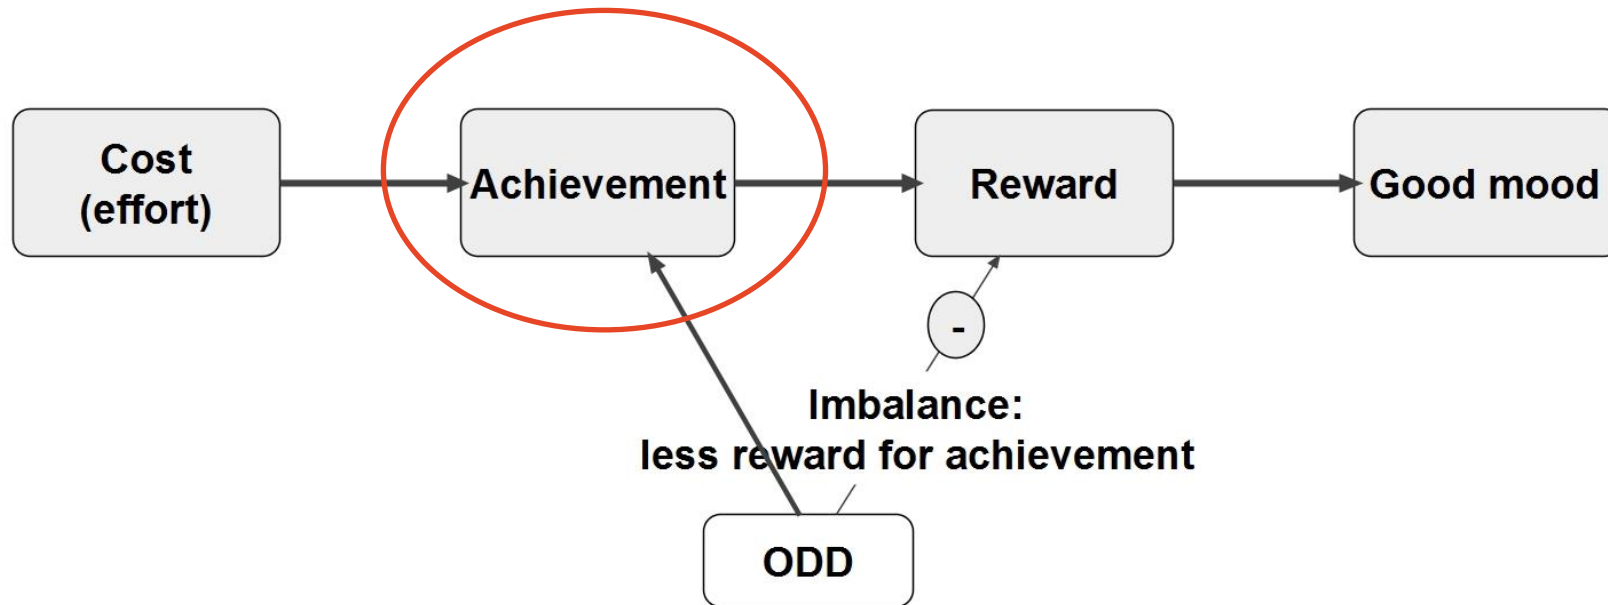 Cost
(effort)
Achievement
Reward
Good mood
-
Imbalance:
less reward for achievement
ODD